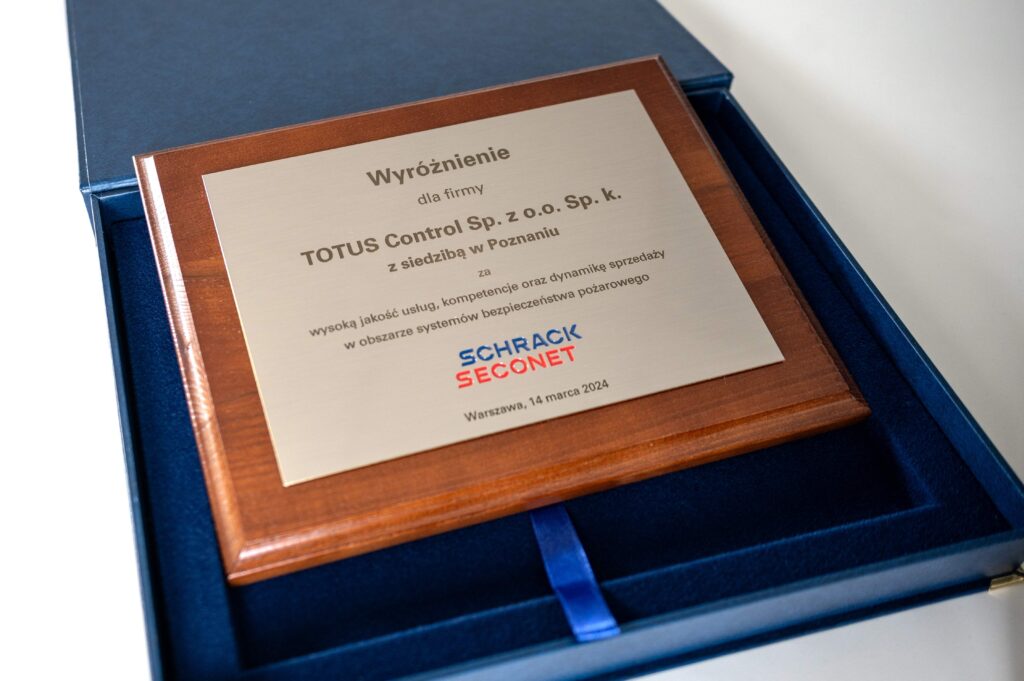 Wyróżnienie
dla firmy
TOTUS Control Sp. z o.o. Sp. k.
z siedzibą w Poznaniu
za
wysoką jakość usług, kompetencje oraz dynamikę sprzedaży
w obszarze systemów bezpieczeństwa pożarowego
SCHRACK
SECONET
Warszawa, 14 marca 2024